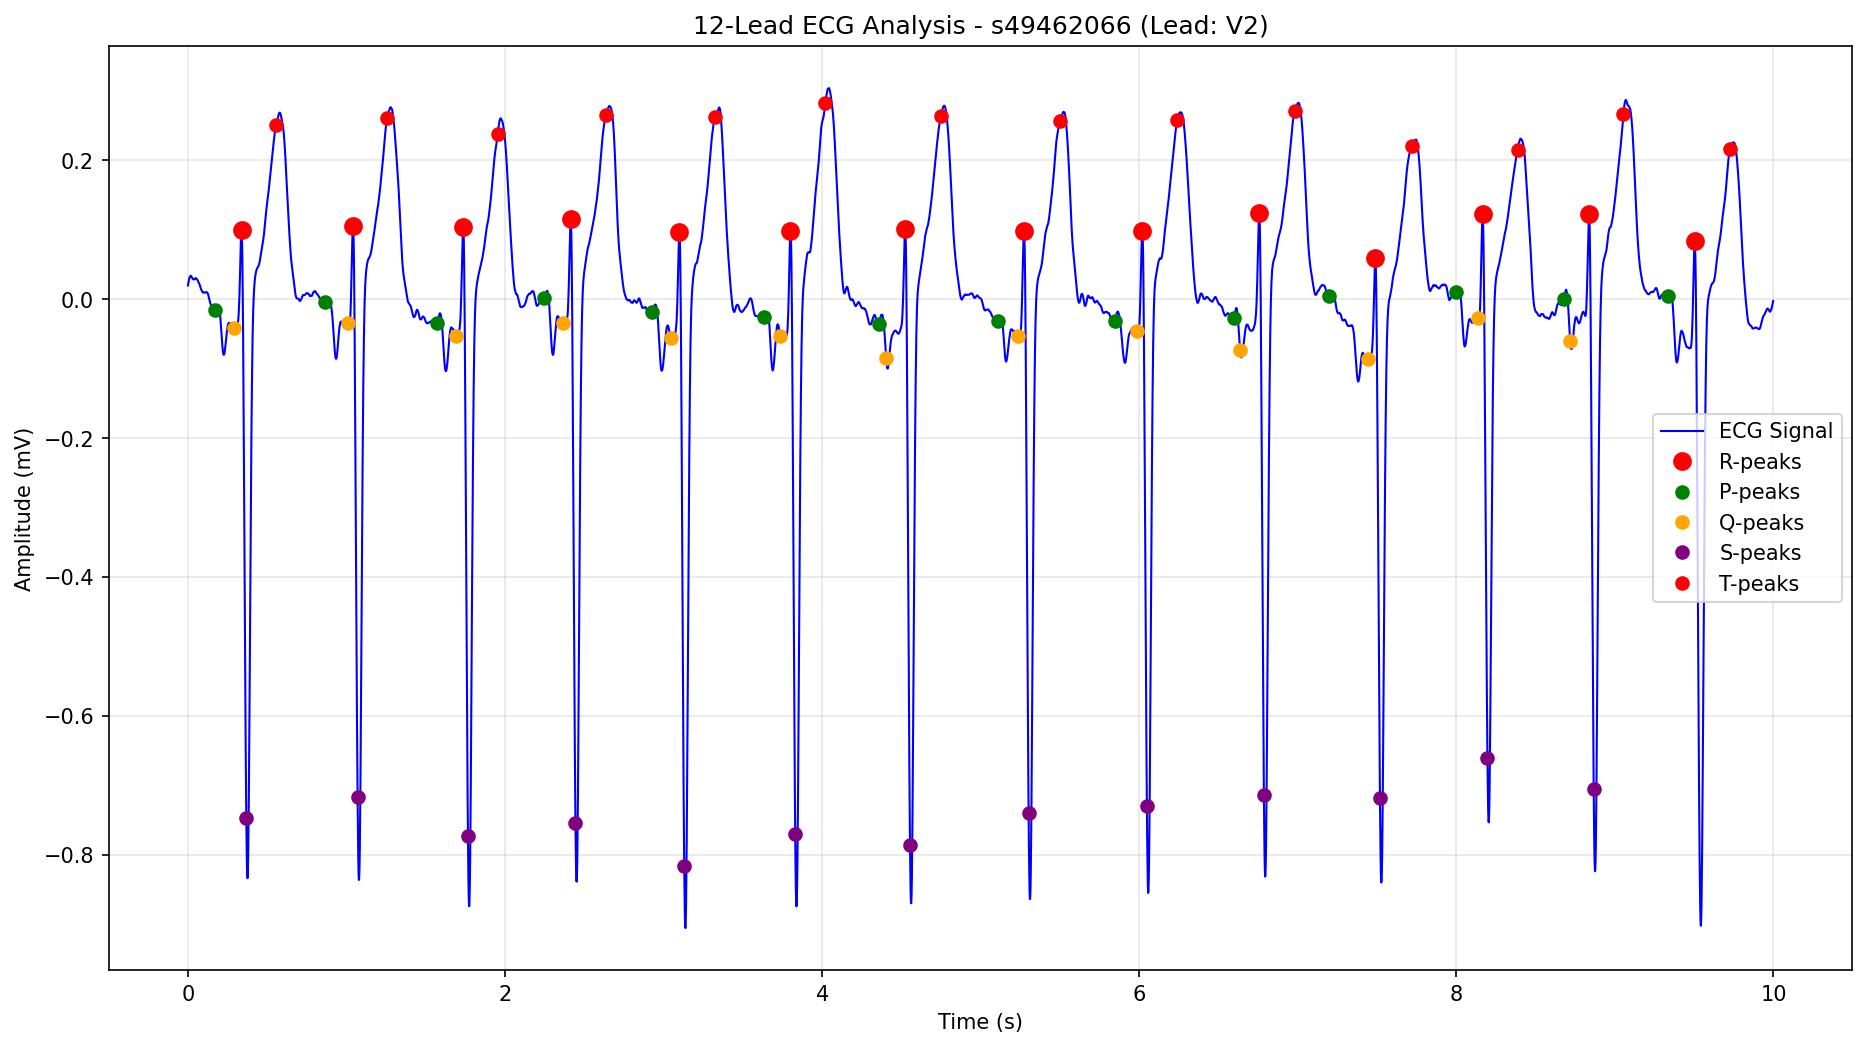 12-Lead ECG Analysis - s49462066 (Lead: V2)
0.2
0.0
−0.2
−0.4
−0.6
−0.8
Amplitude (mV)
ECG Signal
R-peaks
P-peaks
Q-peaks
S-peaks
T-peaks
0 2 4 6 8 10
Time (s)